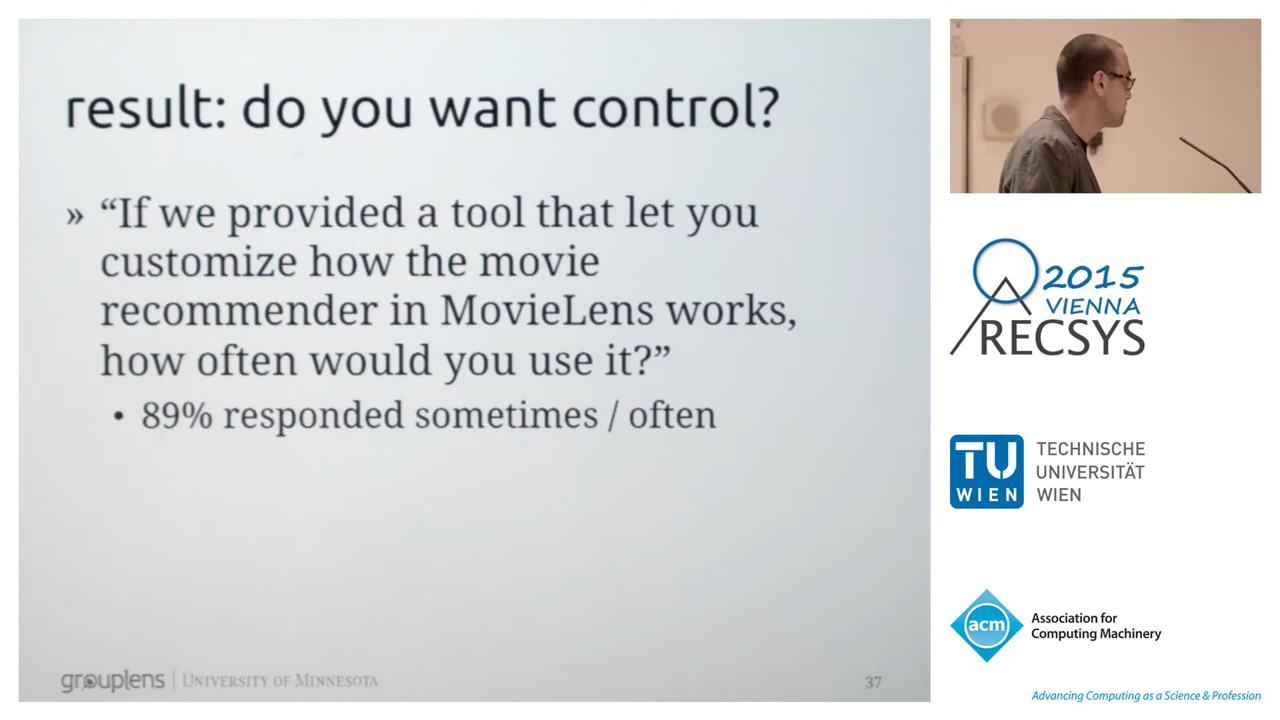 result: do you want control?
» “If we provided a tool that let you
customize how the movie
recommender in MovieLens works,
how often would you use it?”
• 89% responded sometimes / often
grouplens | UNIVERSITY OF MINNESOTA
37
2015
VIENNA
RECSYS
TU
WIEN
TECHNISCHE
UNIVERSITÄT
WIEN
acm
Association for
Computing Machinery
Advancing Computing as a Science & Profession